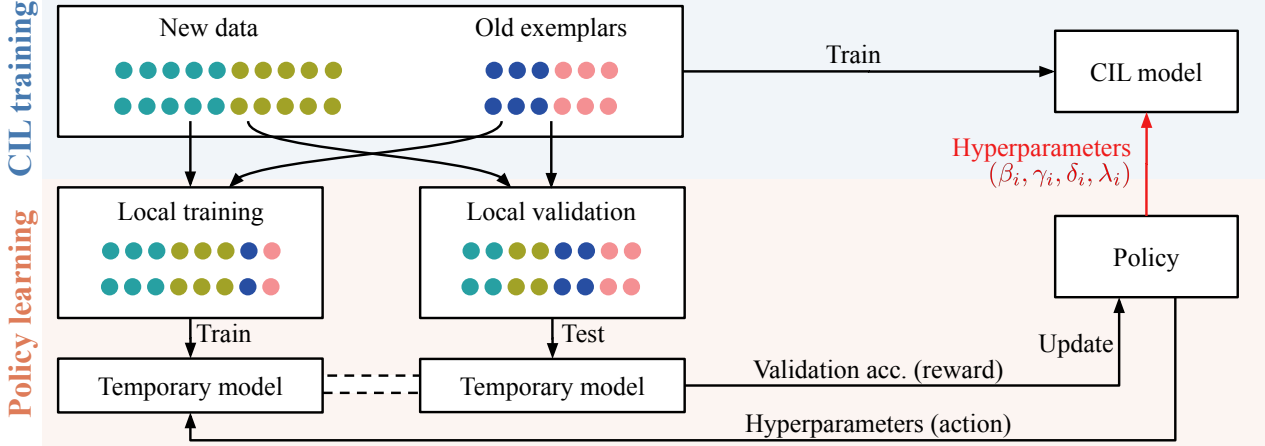 CIL training
New data
Old exemplars
Train
CIL model
Hyperparameters
(βᵢ, γᵢ, δᵢ, λᵢ)
Policy learning
Local training
Local validation
Policy
Train
Test
Update
Temporary model
Temporary model
Validation acc. (reward)
Hyperparameters (action)